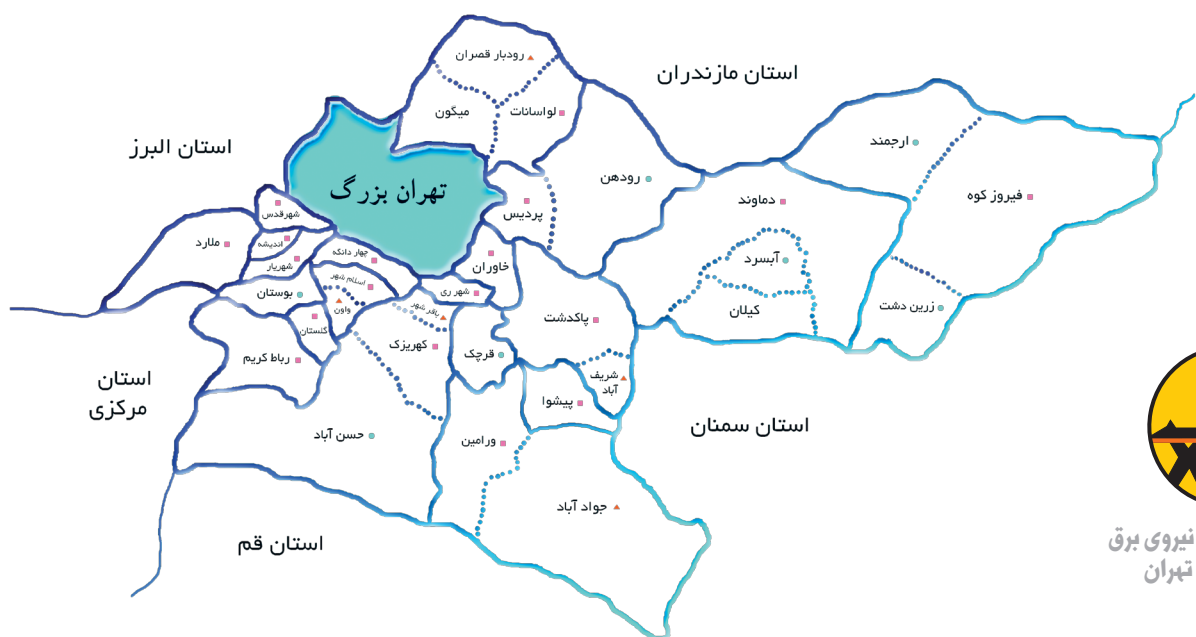 رودبار قصران
استان مازندران
میگون
لواسانات
ارجمند
استان البرز
تهران بزرگ
رودهن
فیروز کوه
دماوند
پردیس
شهرقدس
ملارد
اندیشه
چهار دانگه
خاوران
آبسرد
شهریار
اسلام شهر
بوستان
شهر ری
واون
باقر شهر
کیلان
زرین دشت
گلستان
پاکدشت
رباط کریم
کهریزک
قرچک
استان
مرکزی
شریف
آباد
پیشوا
استان سمنان
حسن آباد
ورامین
جواد آباد
استان قم
نیروی برق
تهران